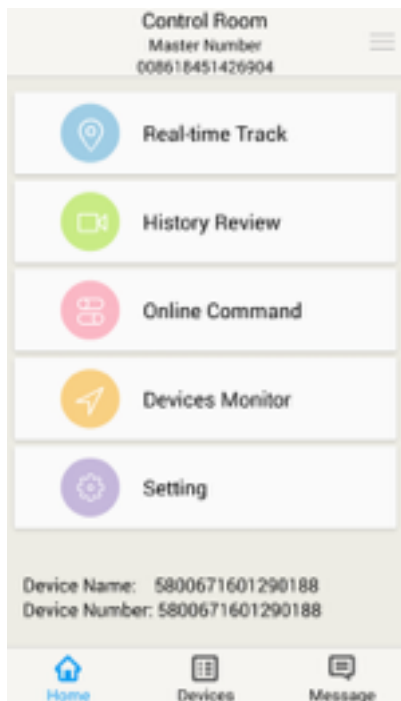 Control Room
Master Number
008618451426904
Real-time Track
History Review
Online Command
Devices Monitor
Setting
Device Name: 5800671601290188
Device Number: 5800671601290188
Home Devices Message